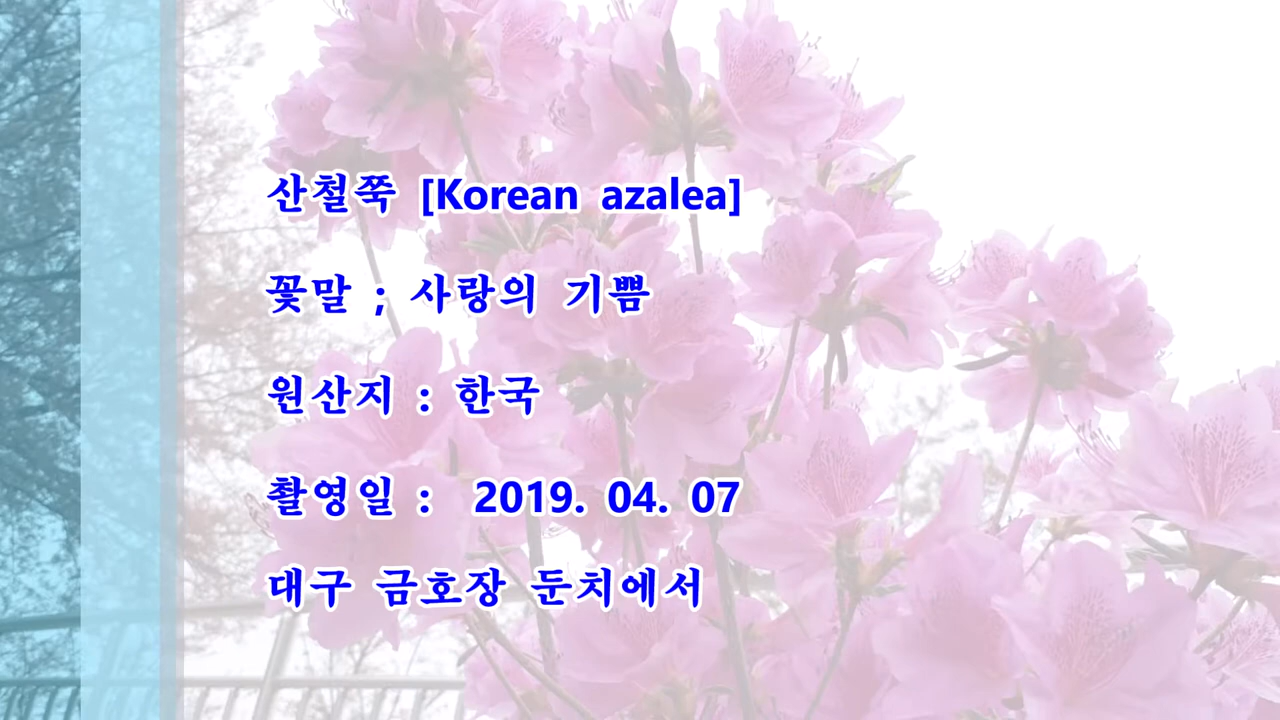 산철쭉 [Korean azalea]
꽃말 ; 사랑의 기쁨
원산지 : 한국
촬영일 : 2019. 04. 07
대구 금호장 둔치에서